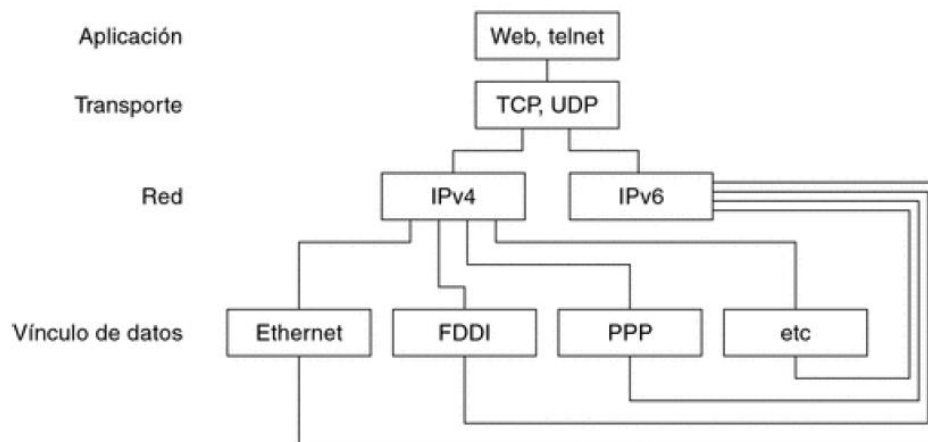 Aplicación
Web, telnet
Transporte
TCP, UDP
Red
IPv4
IPv6
Vínculo de datos
Ethernet
FDDI
PPP
etc